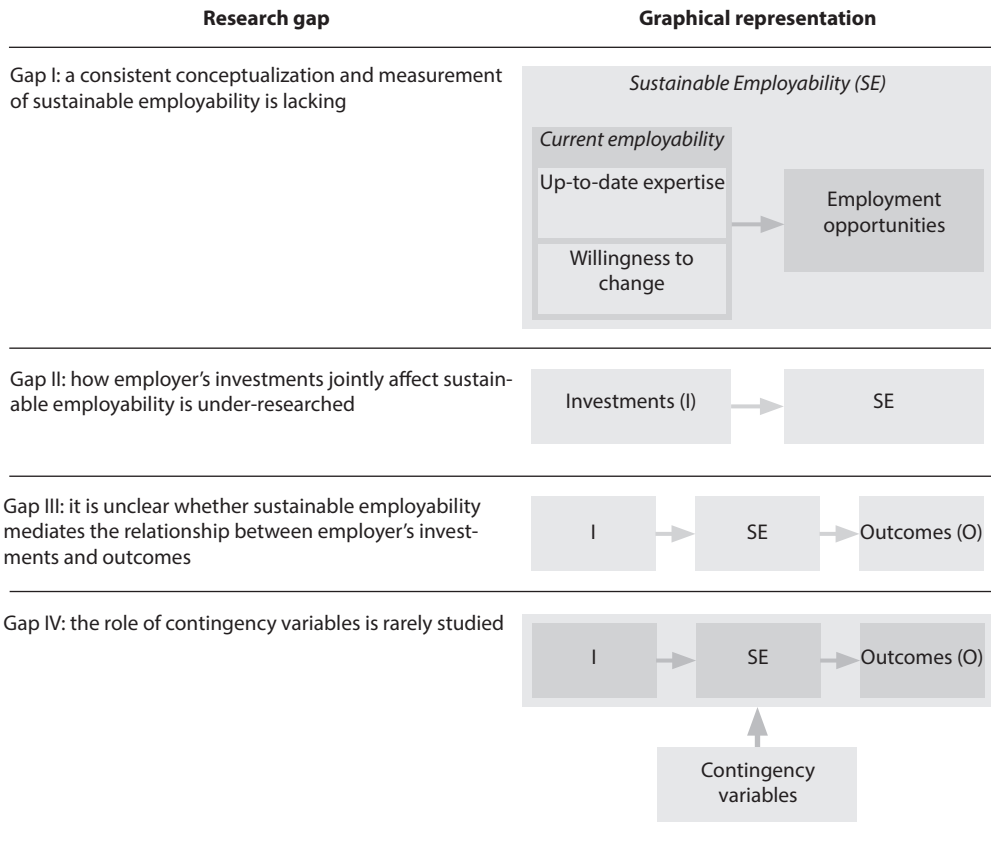 Research gap
Graphical representation
Gap I: a consistent conceptualization and measurement
of sustainable employability is lacking
Sustainable Employability (SE)
Current employability
Up-to-date expertise
Willingness to
change
Employment
opportunities
Gap II: how employer's investments jointly affect sustain-
able employability is under-researched
Investments (I)
SE
Gap III: it is unclear whether sustainable employability
mediates the relationship between employer's invest-
ments and outcomes
I
SE
Outcomes (O)
Gap IV: the role of contingency variables is rarely studied
I
SE
Outcomes (O)
Contingency
variables